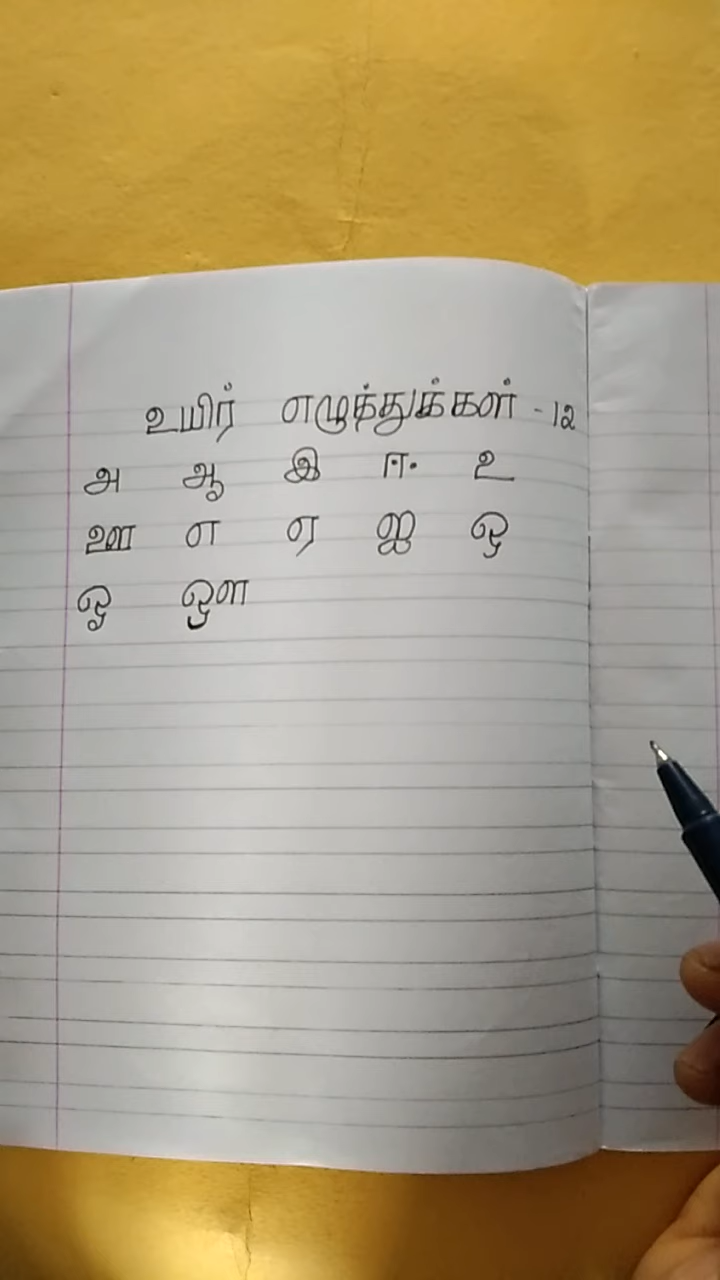 உயிர் எழுத்துக்கள் - 12
அ ஆ இ ஈ உ
ஊ எ ஏ ஐ ஒ
ஓ ஔ